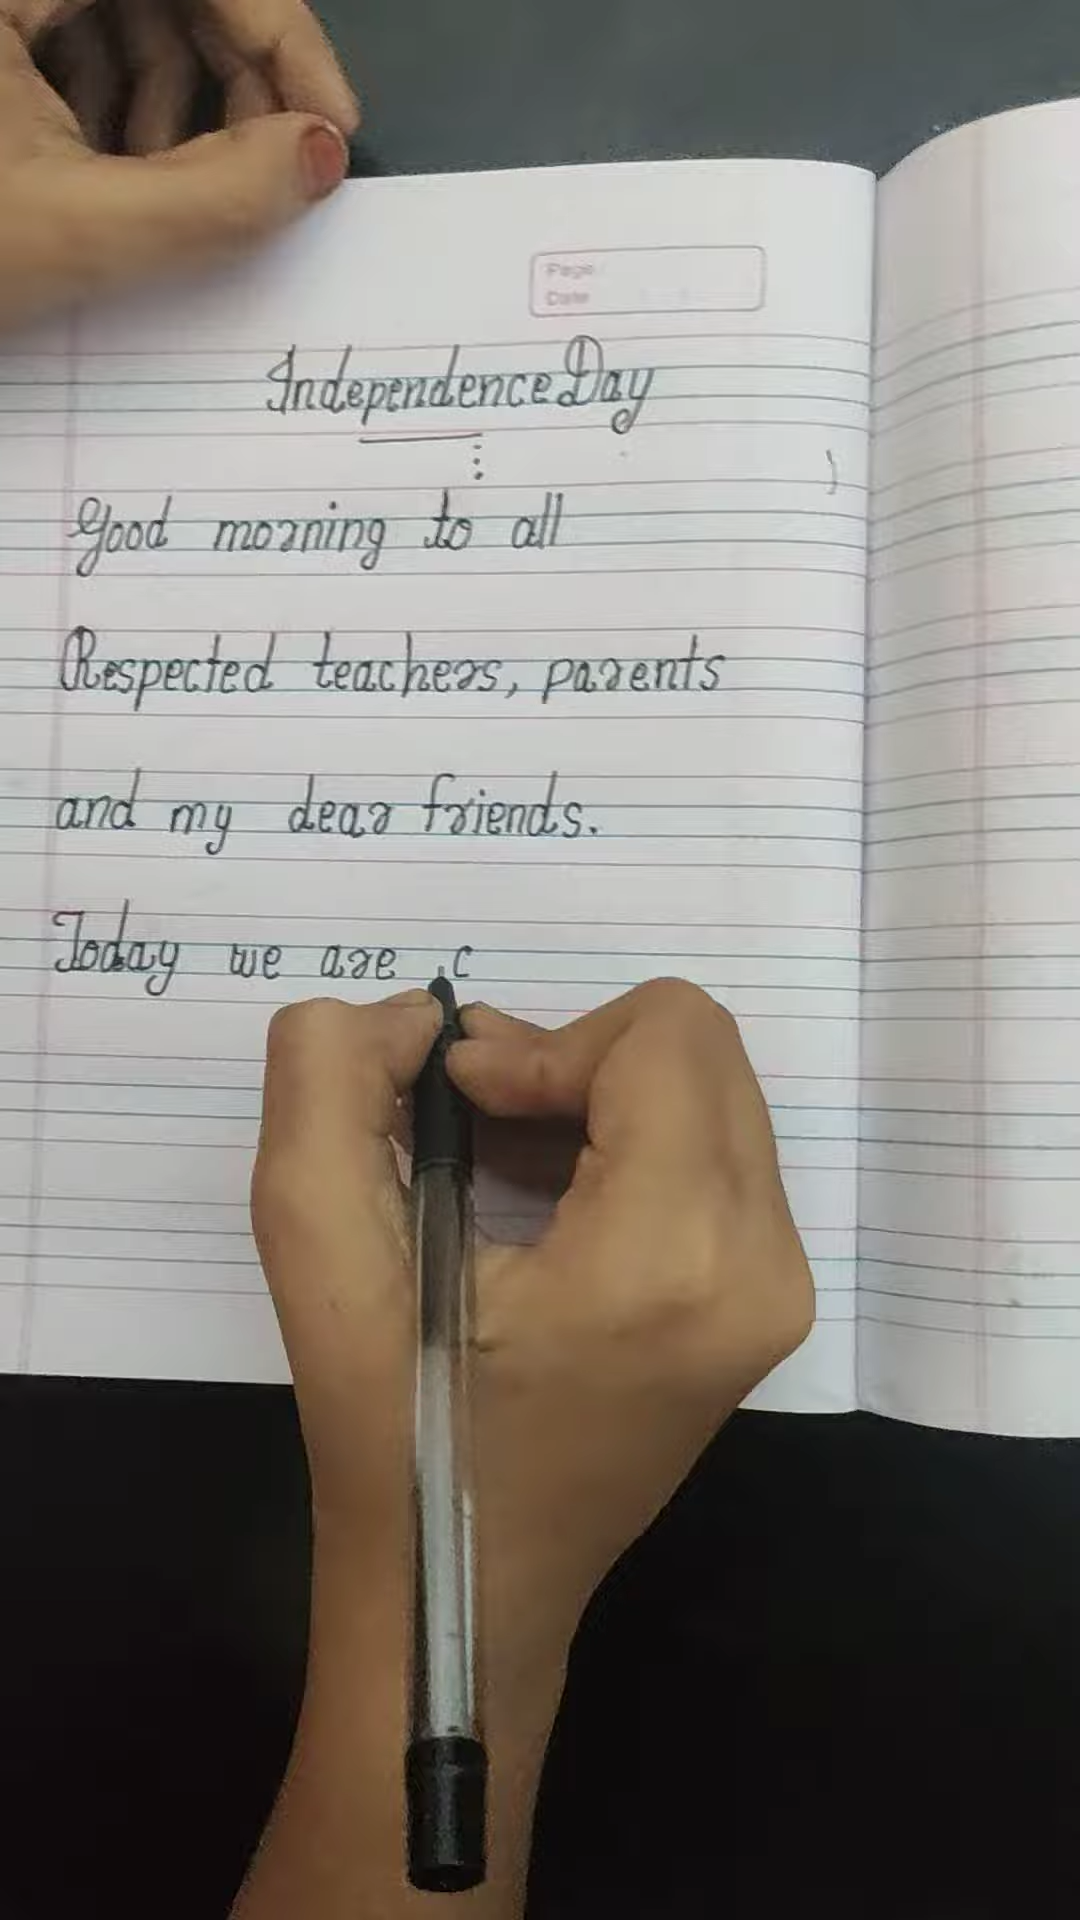 Page:
Date
Independence Day
Good morning to all
Respected teachers, parents
and my dear friends.
Today we are c